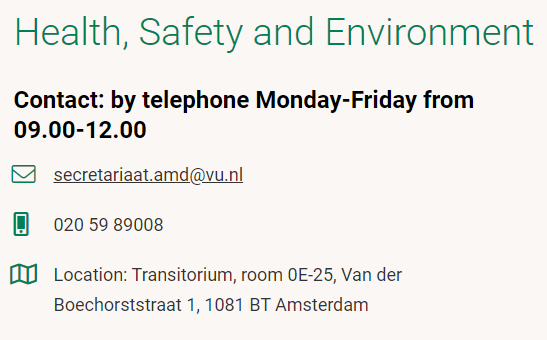 Health, Safety and Environment
Contact: by telephone Monday-Friday from
09.00-12.00
secretariaat.amd@vu.nl
020 59 89008
Location: Transitorium, room 0E-25, Van der
Boechorststraat 1, 1081 BT Amsterdam